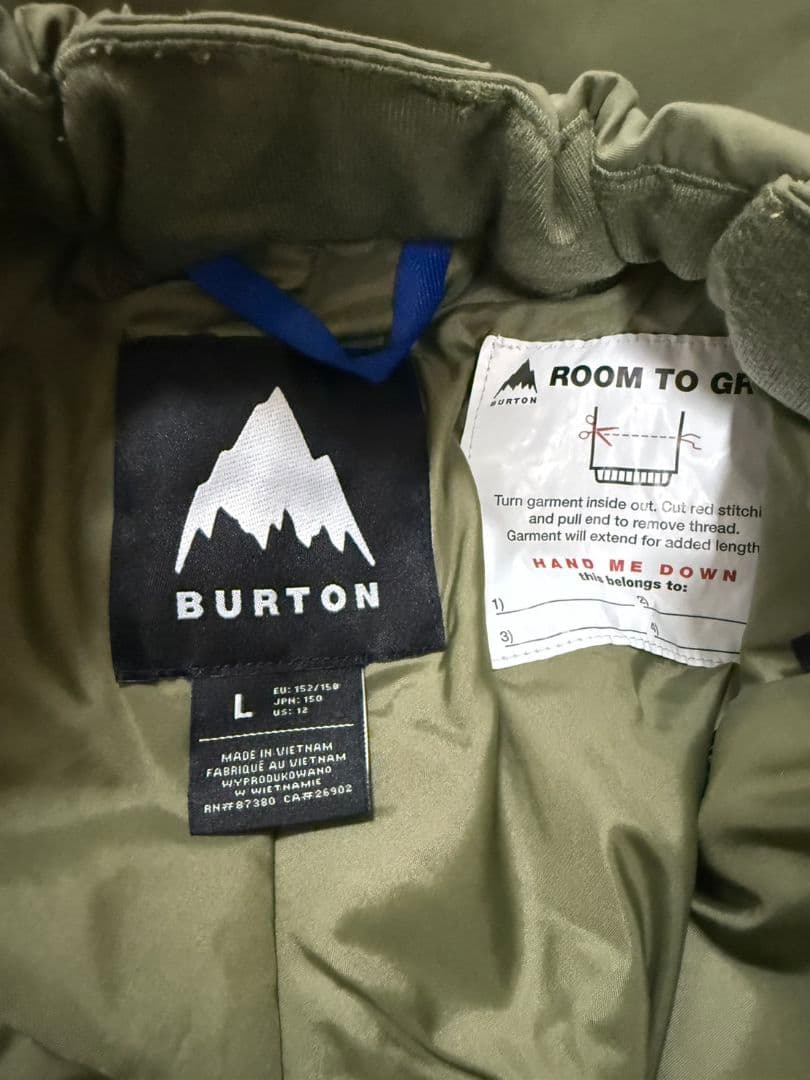 BURTON
L
EU: 152/158
JPN: 150
US: 12
MADE IN VIETNAM
FABRIQUÉ AU VIETNAM
WYPRODUKOWANO
W WIETNAMIE
RN#87380 CA#26902
BURTON
ROOM TO GR
Turn garment inside out. Cut red stitchi
and pull end to remove thread.
Garment will extend for added length
HAND ME DOWN
this belongs to:
1) 2)
3) 4)